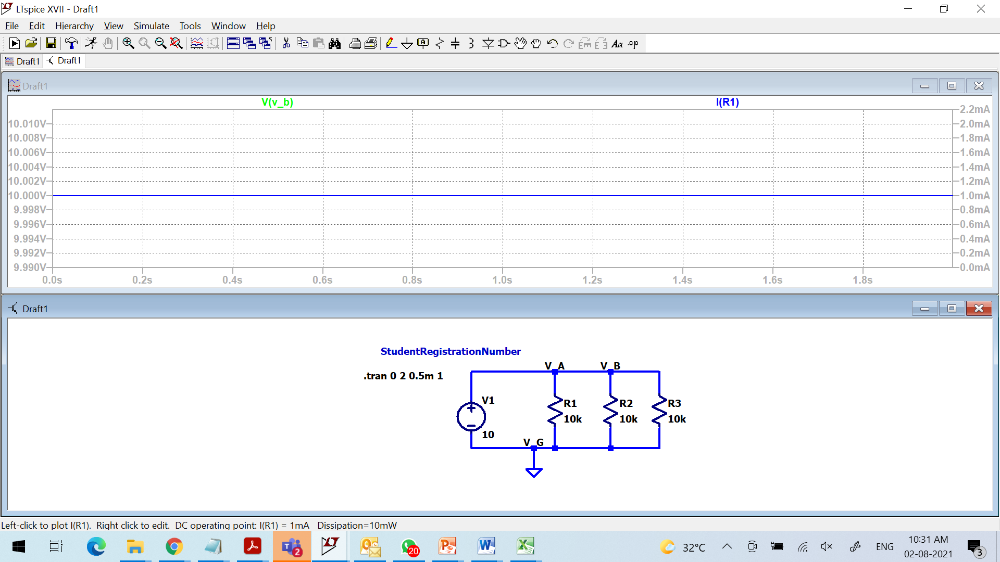 LTspice XVII - Draft1
File Edit Hierarchy View Simulate Tools Window Help
Draft1 Draft1
Draft1
V(v_b) I(R1)
2.2mA
10.010V 2.0mA
10.008V 1.8mA
10.006V 1.6mA
10.004V 1.4mA
10.002V 1.2mA
10.000V 1.0mA
9.998V 0.8mA
9.996V 0.6mA
9.994V 0.4mA
9.992V 0.2mA
9.990V 0.0mA
0.0s 0.2s 0.4s 0.6s 0.8s 1.0s 1.2s 1.4s 1.6s 1.8s
Draft1
StudentRegistrationNumber
V_A V_B
.tran 0 2 0.5m 1
V1 R1 R2 R3
10k 10k 10k
10
V_G
Left-click to plot I(R1). Right click to edit. DC operating point: I(R1) = 1mA Dissipation=10mW
2 20 32°C ENG 10:31 AM
02-08-2021 3